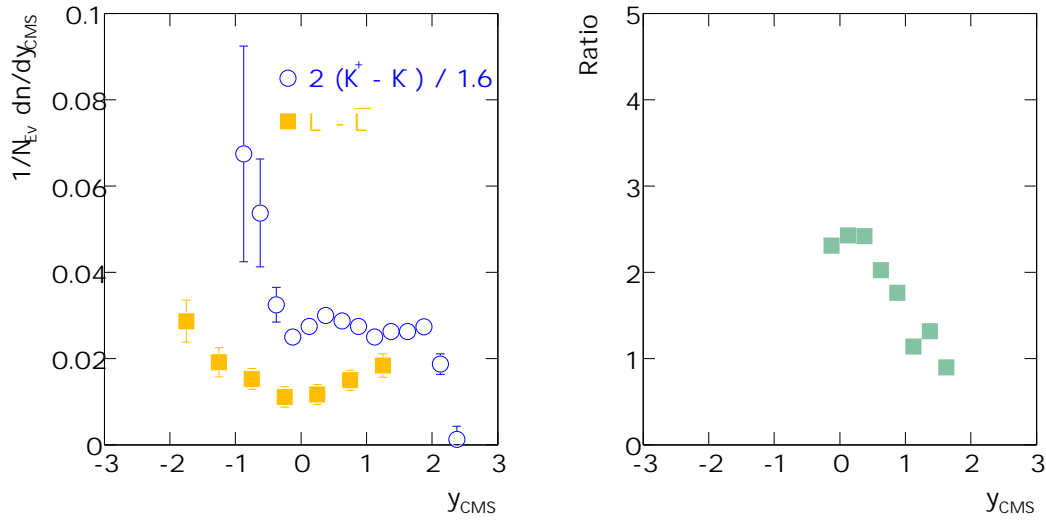 1/N_Ev dn/dy_CMS
0.1
0.08
0.06
0.04
0.02
0
-3 -2 -1 0 1 2 3
y_CMS
2 (K^+ - K^-) / 1.6
L - L̅
Ratio
5
4
3
2
1
0
-3 -2 -1 0 1 2 3
y_CMS